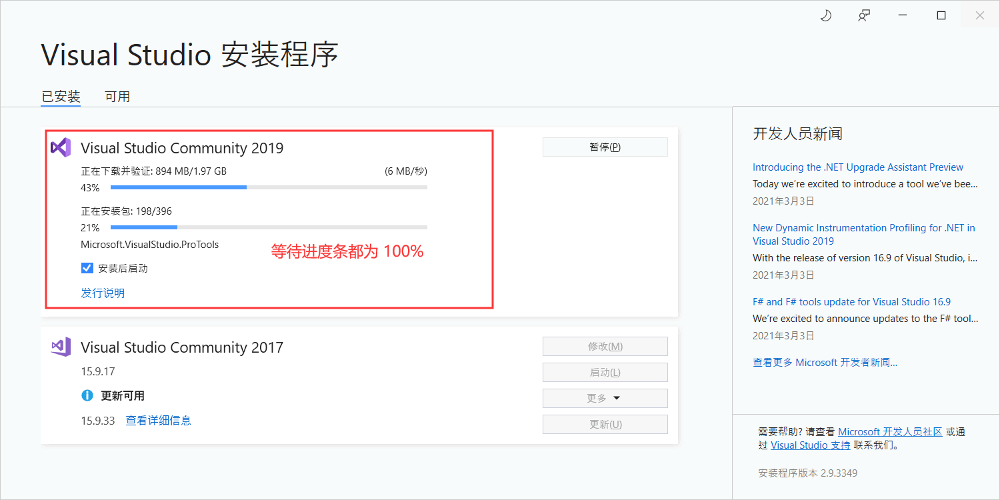 Visual Studio 安装程序
已安装 可用
Visual Studio Community 2019
暂停(P)
正在下载并验证: 894 MB/1.97 GB (6 MB/秒)
43%
正在安装包: 198/396
21%
Microsoft.VisualStudio.ProTools
等待进度条都为 100%
安装后启动
发行说明
Visual Studio Community 2017
15.9.17
更新可用
15.9.33 查看详细信息
修改(M)
启动(L)
更多
更新(U)
开发人员新闻
Introducing the .NET Upgrade Assistant Preview
Today we're excited to introduce a tool we've bee...
2021年3月3日
New Dynamic Instrumentation Profiling for .NET in
Visual Studio 2019
With the release of version 16.9 of Visual Studio, i...
2021年3月3日
F# and F# tools update for Visual Studio 16.9
We're excited to announce updates to the F# tool...
2021年3月3日
查看更多 Microsoft 开发者新闻...
需要帮助? 请查看 Microsoft 开发人员社区 或通
过 Visual Studio 支持 联系我们。
安装程序版本 2.9.3349